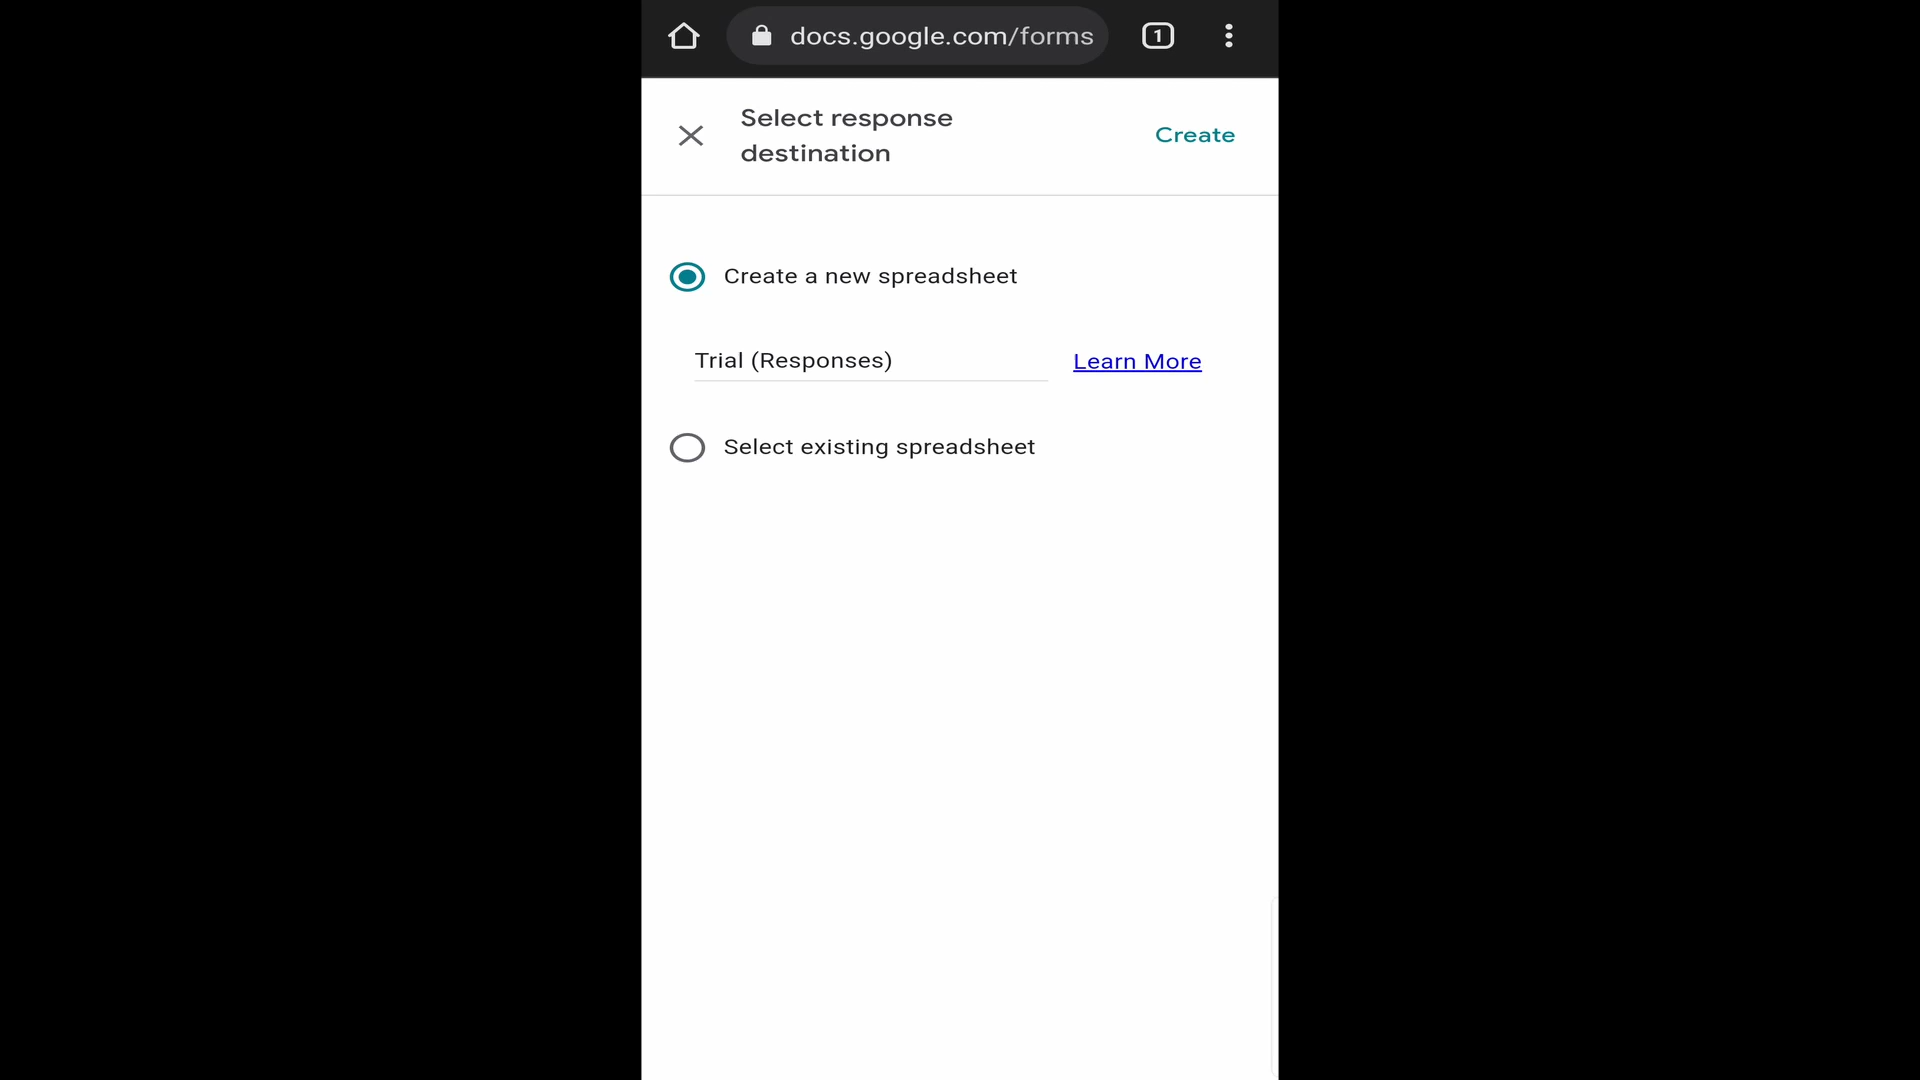 docs.google.com/forms
1
Select response
destination
Create
Create a new spreadsheet
Trial (Responses)
Learn More
Select existing spreadsheet